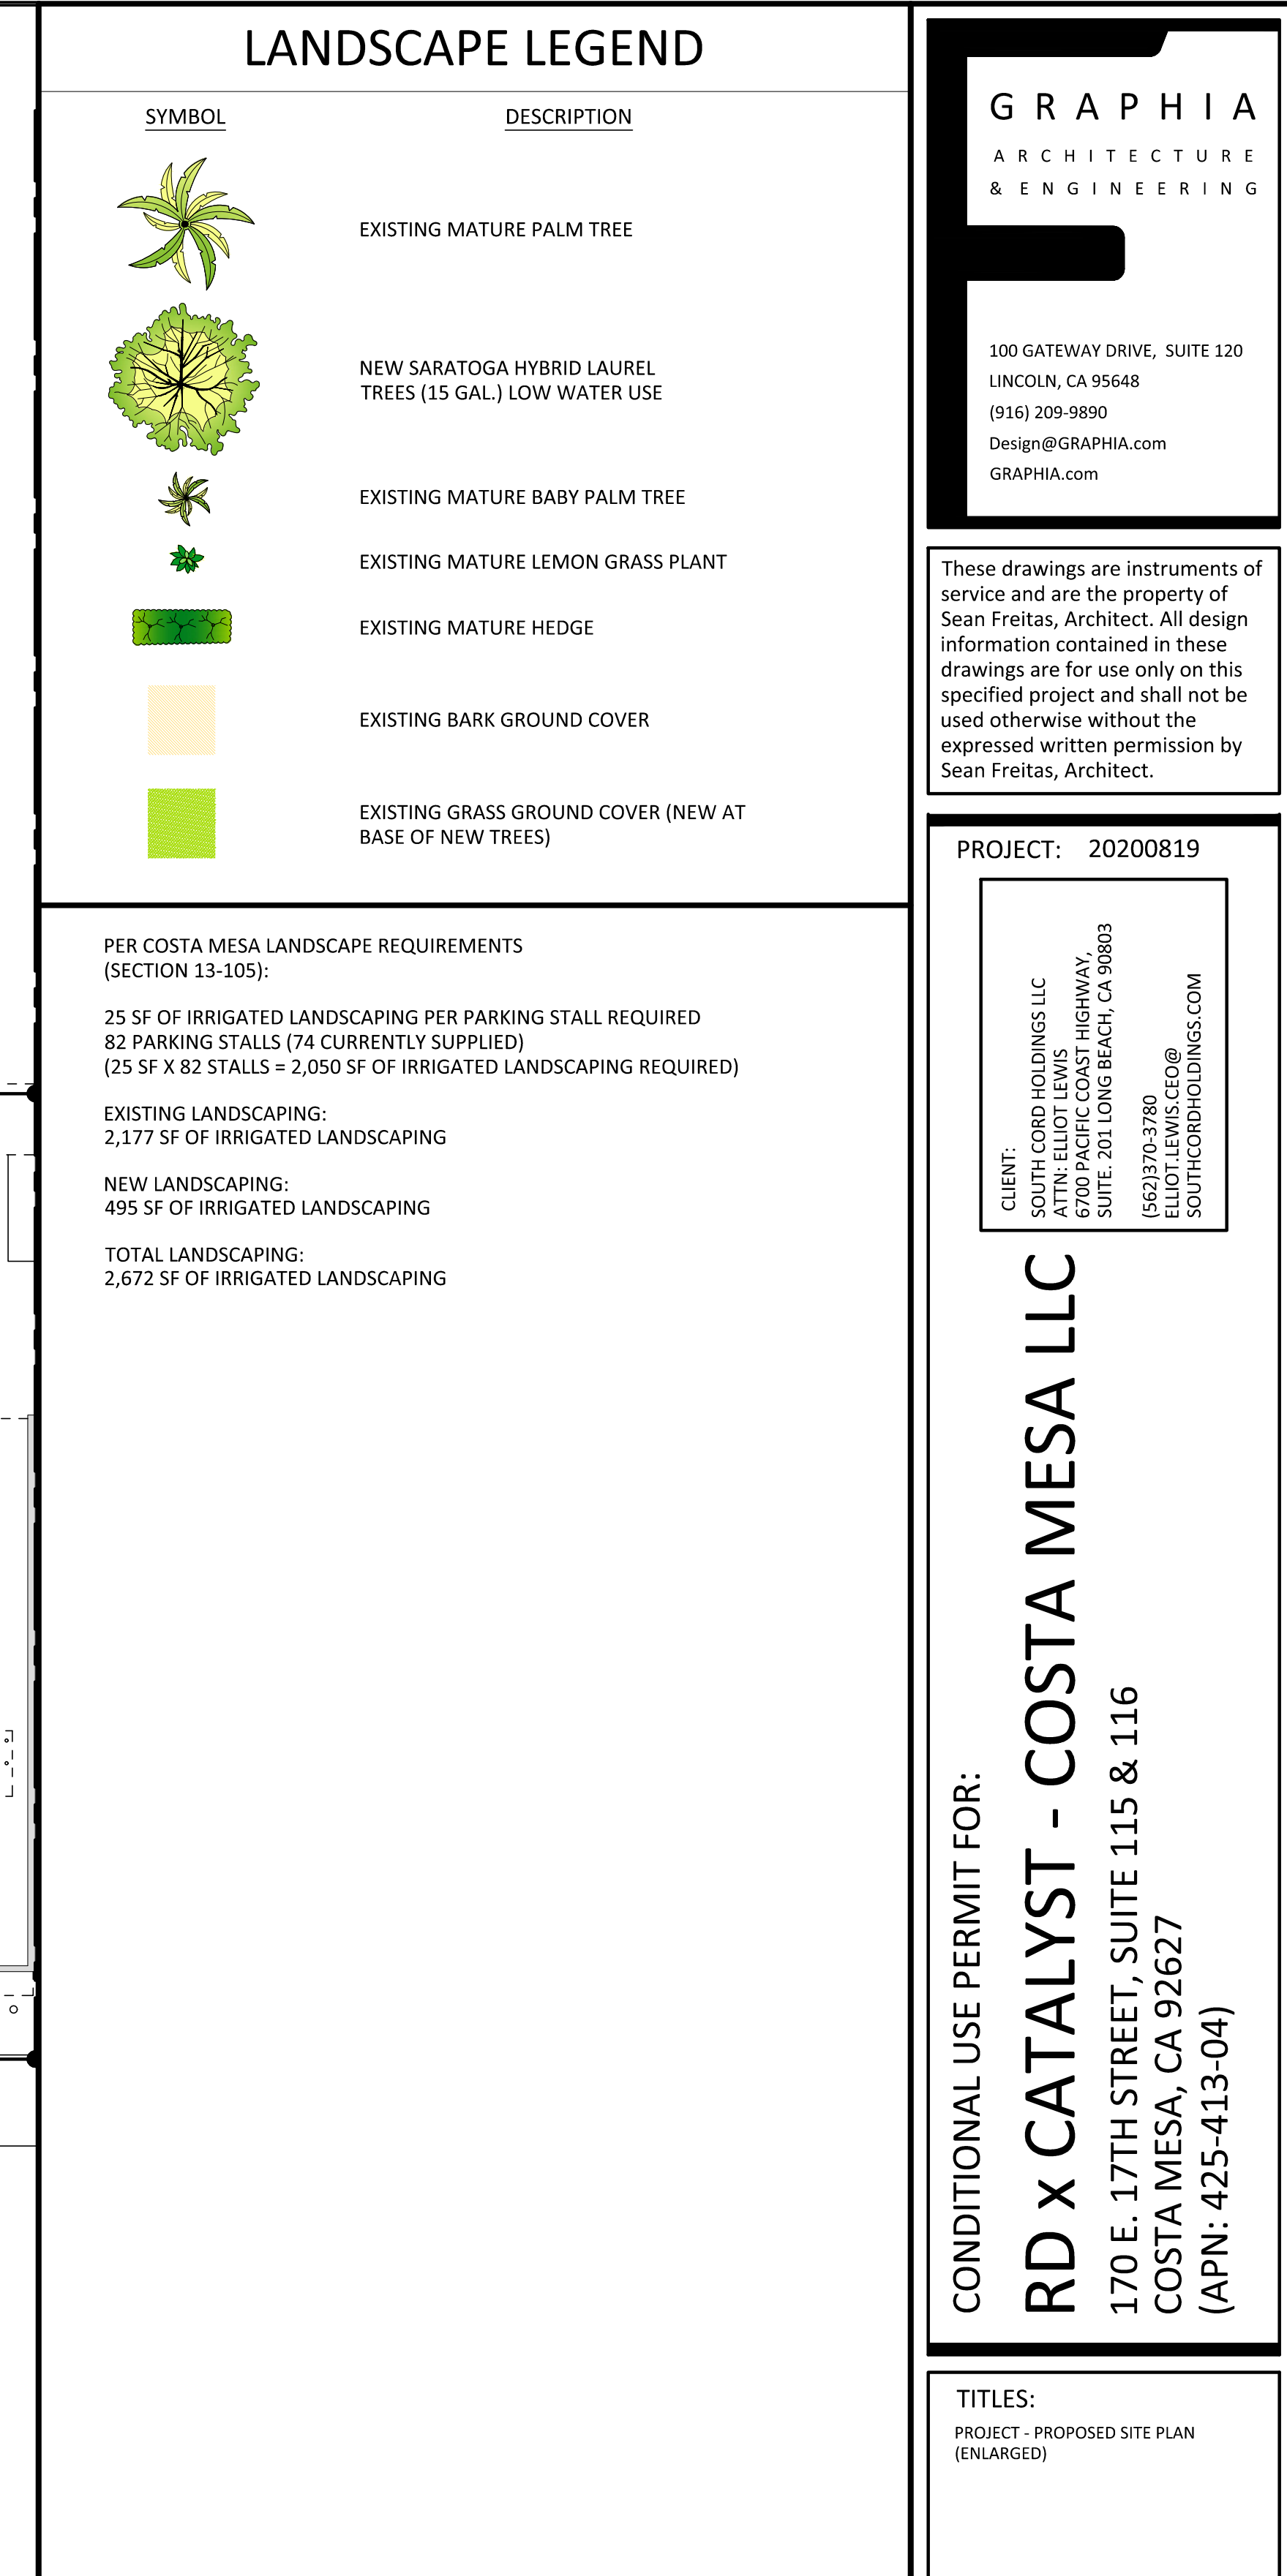 LANDSCAPE LEGEND
SYMBOL
DESCRIPTION
EXISTING MATURE PALM TREE
NEW SARATOGA HYBRID LAUREL
TREES (15 GAL.) LOW WATER USE
EXISTING MATURE BABY PALM TREE
EXISTING MATURE LEMON GRASS PLANT
EXISTING MATURE HEDGE
EXISTING BARK GROUND COVER
EXISTING GRASS GROUND COVER (NEW AT
BASE OF NEW TREES)
PER COSTA MESA LANDSCAPE REQUIREMENTS
(SECTION 13-105):
25 SF OF IRRIGATED LANDSCAPING PER PARKING STALL REQUIRED
82 PARKING STALLS (74 CURRENTLY SUPPLIED)
(25 SF X 82 STALLS = 2,050 SF OF IRRIGATED LANDSCAPING REQUIRED)
EXISTING LANDSCAPING:
2,177 SF OF IRRIGATED LANDSCAPING
NEW LANDSCAPING:
495 SF OF IRRIGATED LANDSCAPING
TOTAL LANDSCAPING:
2,672 SF OF IRRIGATED LANDSCAPING
GRAPHIA
ARCHITECTURE
& ENGINEERING
100 GATEWAY DRIVE, SUITE 120
LINCOLN, CA 95648
(916) 209-9890
Design@GRAPHIA.com
GRAPHIA.com
These drawings are instruments of
service and are the property of
Sean Freitas, Architect. All design
information contained in these
drawings are for use only on this
specified project and shall not be
used otherwise without the
expressed written permission by
Sean Freitas, Architect.
PROJECT: 20200819
CLIENT:
SOUTH CORD HOLDINGS LLC
ATTN: ELLIOT LEWIS
6700 PACIFIC COAST HIGHWAY,
SUITE. 201 LONG BEACH, CA 90803
(562)370-3780
ELLIOT.LEWIS.CEO@
SOUTHCORDHOLDINGS.COM
CONDITIONAL USE PERMIT FOR:
RD x CATALYST - COSTA MESA LLC
170 E. 17TH STREET, SUITE 115 & 116
COSTA MESA, CA 92627
(APN: 425-413-04)
TITLES:
PROJECT - PROPOSED SITE PLAN
(ENLARGED)